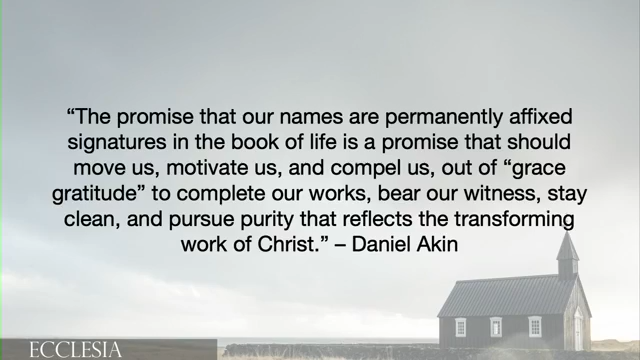 “The promise that our names are permanently affixed
signatures in the book of life is a promise that should
move us, motivate us, and compel us, out of “grace
gratitude” to complete our works, bear our witness, stay
clean, and pursue purity that reflects the transforming
work of Christ.” – Daniel Akin
ECCLESIA